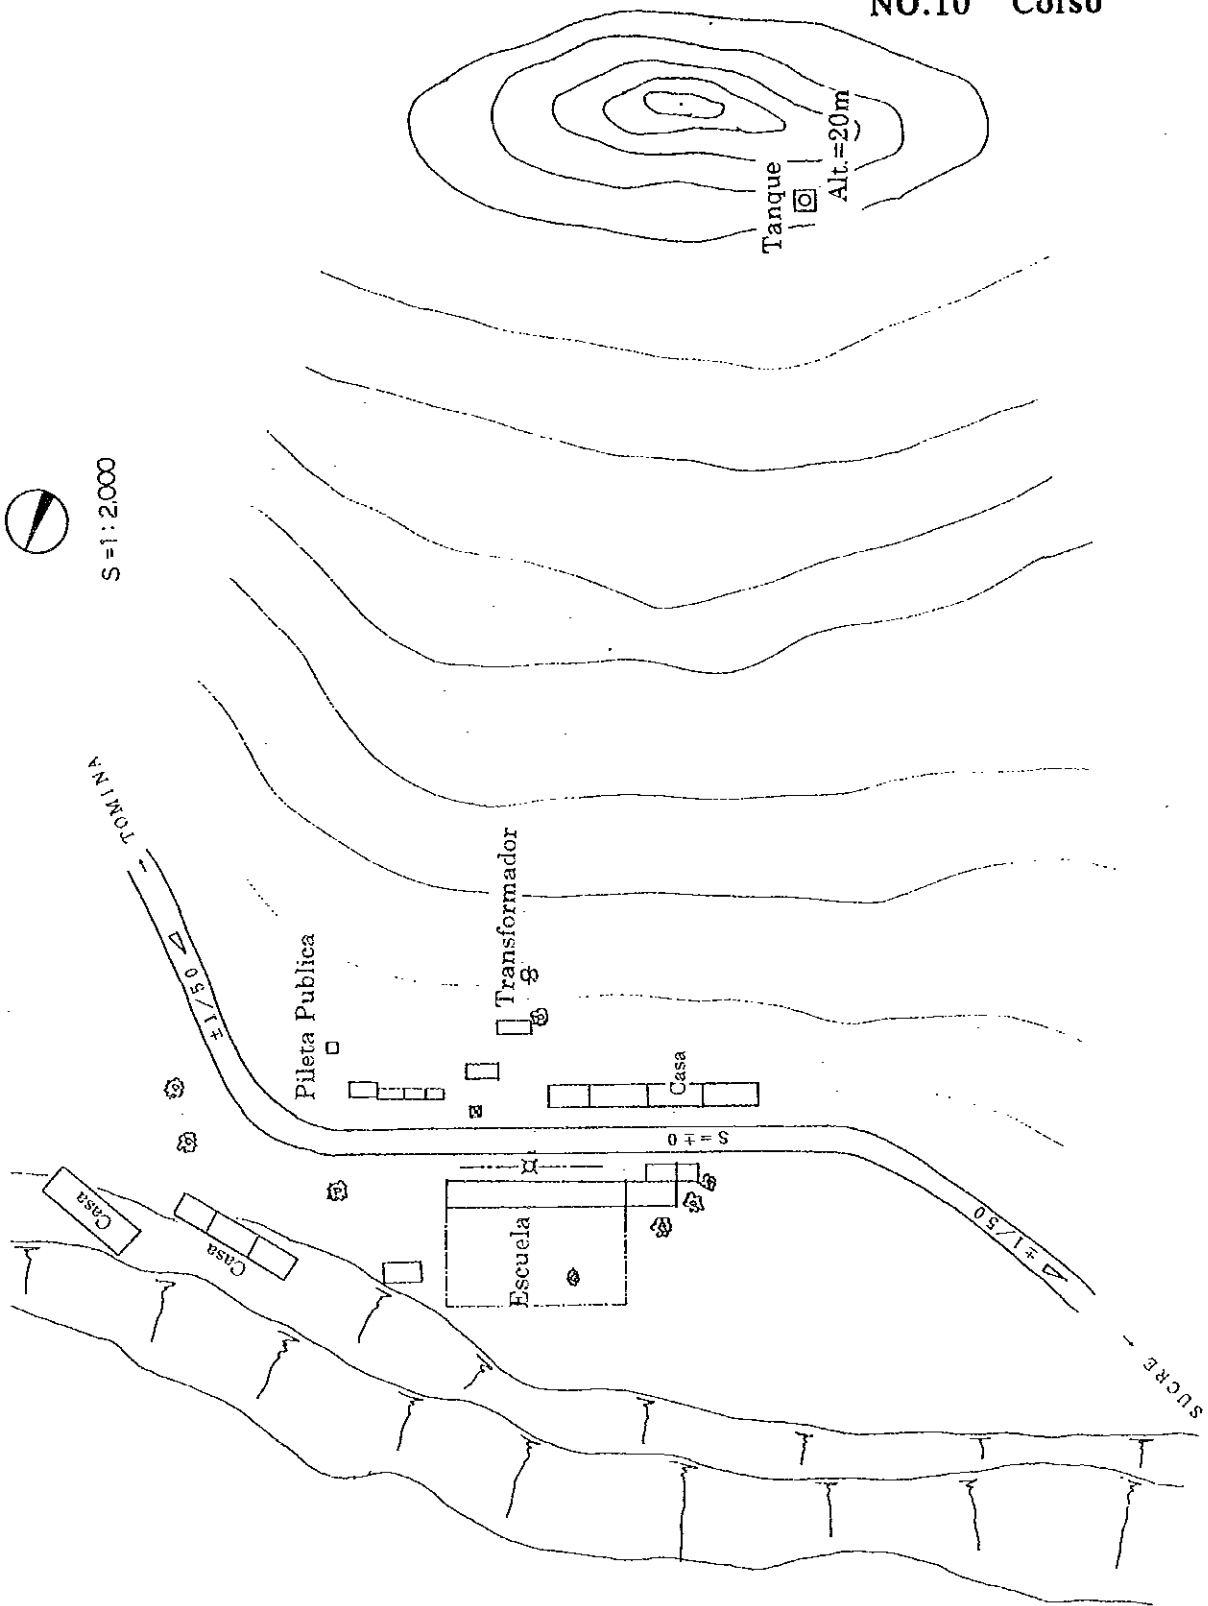 NO.10 Corso
S=1:2,000
Tanque
Alt.=20m
← TOMINA
±1/50
Pileta Publica
Transformador
Casa
S=±0
Escuela
Casa
Casa
±1/50
← SUCRE